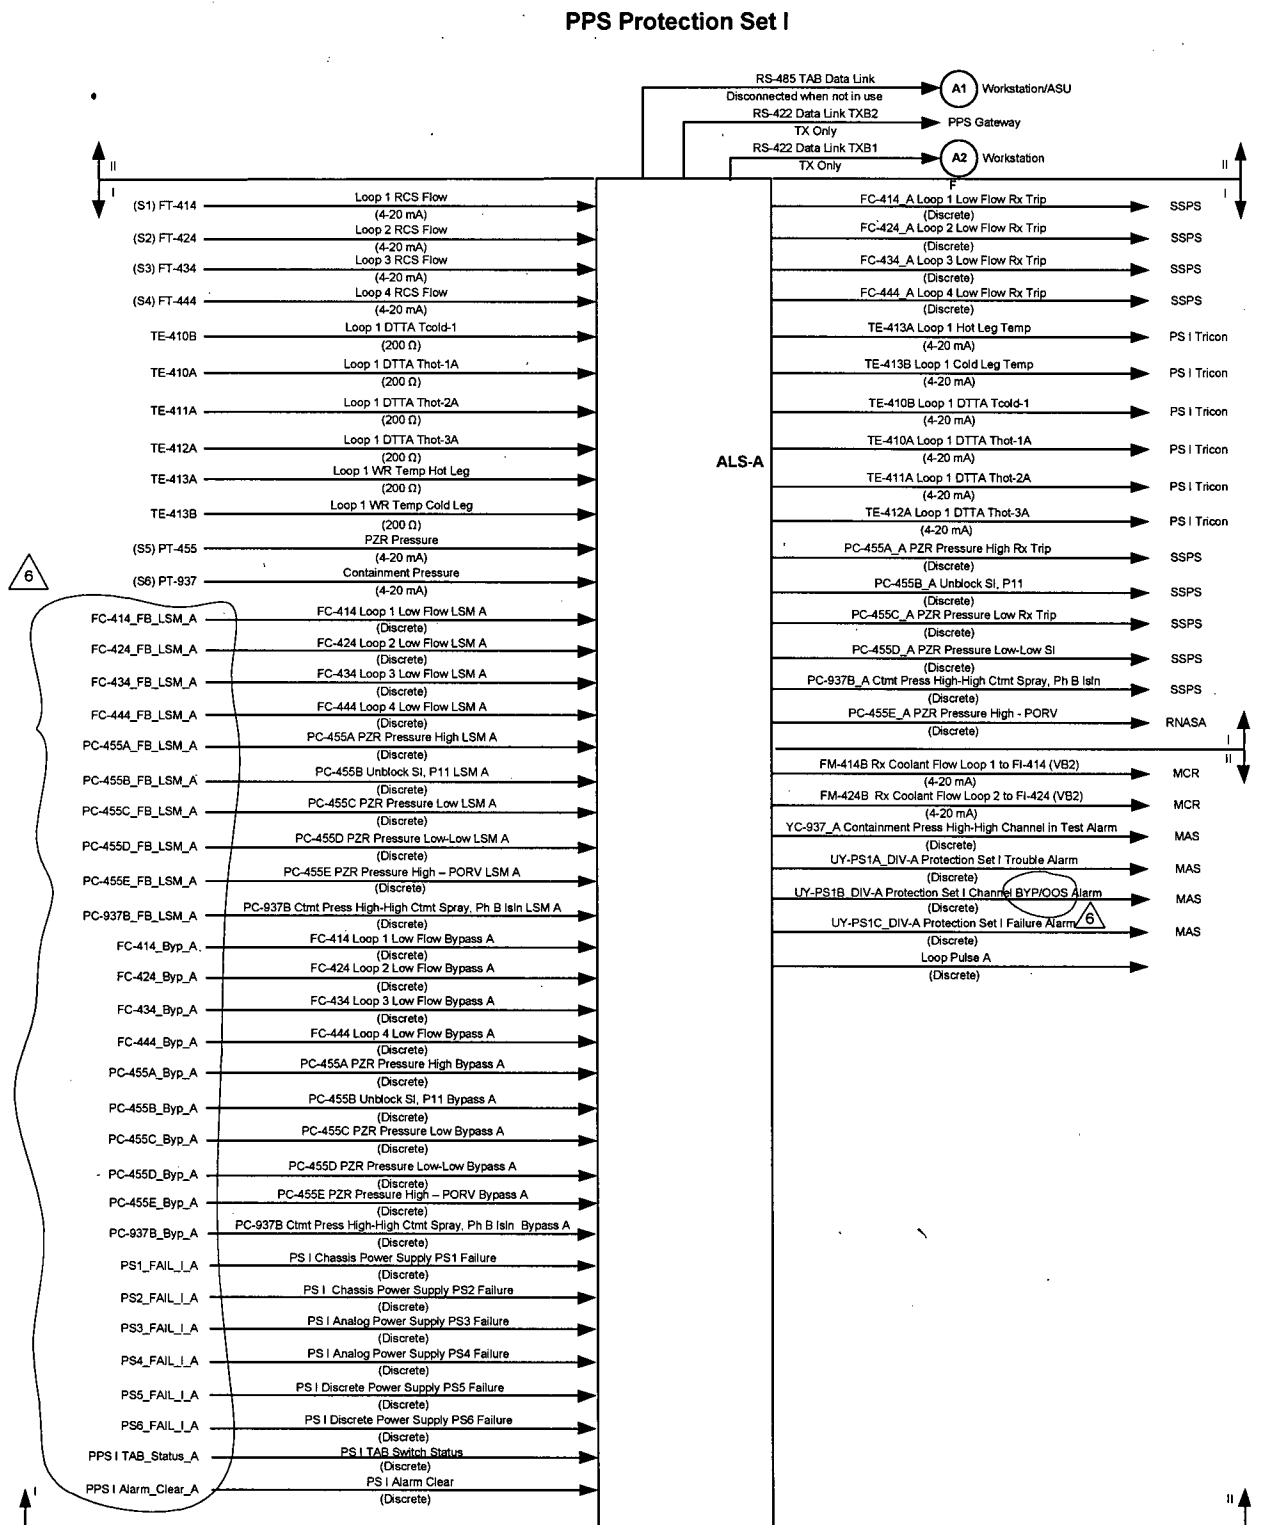 PPS Protection Set I
RS-485 TAB Data Link
Disconnected when not in use
A1
Workstation/ASU
RS-422 Data Link TXB2
TX Only
PPS Gateway
RS-422 Data Link TXB1
TX Only
A2
Workstation
II
I
II
I
F
ALS-A
(S1) FT-414
Loop 1 RCS Flow
(4-20 mA)
(S2) FT-424
Loop 2 RCS Flow
(4-20 mA)
(S3) FT-434
Loop 3 RCS Flow
(4-20 mA)
(S4) FT-444
Loop 4 RCS Flow
(4-20 mA)
TE-410B
Loop 1 DTTA Tcold-1
(200 Ω)
TE-410A
Loop 1 DTTA Thot-1A
(200 Ω)
TE-411A
Loop 1 DTTA Thot-2A
(200 Ω)
TE-412A
Loop 1 DTTA Thot-3A
(200 Ω)
TE-413A
Loop 1 WR Temp Hot Leg
(200 Ω)
TE-413B
Loop 1 WR Temp Cold Leg
(200 Ω)
(S5) PT-455
PZR Pressure
(4-20 mA)
(S6) PT-937
Containment Pressure
(4-20 mA)
6
FC-414_FB_LSM_A
FC-414 Loop 1 Low Flow LSM A
(Discrete)
FC-424_FB_LSM_A
FC-424 Loop 2 Low Flow LSM A
(Discrete)
FC-434_FB_LSM_A
FC-434 Loop 3 Low Flow LSM A
(Discrete)
FC-444_FB_LSM_A
FC-444 Loop 4 Low Flow LSM A
(Discrete)
PC-455A_FB_LSM_A
PC-455A PZR Pressure High LSM A
(Discrete)
PC-455B_FB_LSM_A
PC-455B Unblock SI, P11 LSM A
(Discrete)
PC-455C_FB_LSM_A
PC-455C PZR Pressure Low LSM A
(Discrete)
PC-455D_FB_LSM_A
PC-455D PZR Pressure Low-Low LSM A
(Discrete)
PC-455E_FB_LSM_A
PC-455E PZR Pressure High – PORV LSM A
(Discrete)
PC-937B_FB_LSM_A
PC-937B Ctmt Press High-High Ctmt Spray, Ph B Isln LSM A
(Discrete)
FC-414_Byp_A
FC-414 Loop 1 Low Flow Bypass A
(Discrete)
FC-424_Byp_A
FC-424 Loop 2 Low Flow Bypass A
(Discrete)
FC-434_Byp_A
FC-434 Loop 3 Low Flow Bypass A
(Discrete)
FC-444_Byp_A
FC-444 Loop 4 Low Flow Bypass A
(Discrete)
PC-455A_Byp_A
PC-455A PZR Pressure High Bypass A
(Discrete)
PC-455B_Byp_A
PC-455B Unblock SI, P11 Bypass A
(Discrete)
PC-455C_Byp_A
PC-455C PZR Pressure Low Bypass A
(Discrete)
PC-455D_Byp_A
PC-455D PZR Pressure Low-Low Bypass A
(Discrete)
PC-455E_Byp_A
PC-455E PZR Pressure High – PORV Bypass A
(Discrete)
PC-937B_Byp_A
PC-937B Ctmt Press High-High Ctmt Spray, Ph B Isln Bypass A
(Discrete)
PS1_FAIL_I_A
PS I Chassis Power Supply PS1 Failure
(Discrete)
PS2_FAIL_I_A
PS I Chassis Power Supply PS2 Failure
(Discrete)
PS3_FAIL_I_A
PS I Analog Power Supply PS3 Failure
(Discrete)
PS4_FAIL_I_A
PS I Analog Power Supply PS4 Failure
(Discrete)
PS5_FAIL_I_A
PS I Discrete Power Supply PS5 Failure
(Discrete)
PS6_FAIL_I_A
PS I Discrete Power Supply PS6 Failure
(Discrete)
PPS I TAB_Status_A
PS I TAB Switch Status
(Discrete)
PPS I Alarm_Clear_A
PS I Alarm Clear
(Discrete)
I
FC-414_A Loop 1 Low Flow Rx Trip
(Discrete)
SSPS
FC-424_A Loop 2 Low Flow Rx Trip
(Discrete)
SSPS
FC-434_A Loop 3 Low Flow Rx Trip
(Discrete)
SSPS
FC-444_A Loop 4 Low Flow Rx Trip
(Discrete)
SSPS
TE-413A Loop 1 Hot Leg Temp
(4-20 mA)
PS I Tricon
TE-413B Loop 1 Cold Leg Temp
(4-20 mA)
PS I Tricon
TE-410B Loop 1 DTTA Tcold-1
(4-20 mA)
PS I Tricon
TE-410A Loop 1 DTTA Thot-1A
(4-20 mA)
PS I Tricon
TE-411A Loop 1 DTTA Thot-2A
(4-20 mA)
PS I Tricon
TE-412A Loop 1 DTTA Thot-3A
(4-20 mA)
PS I Tricon
PC-455A_A PZR Pressure High Rx Trip
(Discrete)
SSPS
PC-455B_A Unblock SI, P11
(Discrete)
SSPS
PC-455C_A PZR Pressure Low Rx Trip
(Discrete)
SSPS
PC-455D_A PZR Pressure Low-Low SI
(Discrete)
SSPS
PC-937B_A Ctmt Press High-High Ctmt Spray, Ph B Isln
(Discrete)
SSPS
PC-455E_A PZR Pressure High - PORV
(Discrete)
RNASA
I
II
FM-414B Rx Coolant Flow Loop 1 to FI-414 (VB2)
(4-20 mA)
MCR
FM-424B Rx Coolant Flow Loop 2 to FI-424 (VB2)
(4-20 mA)
MCR
YC-937_A Containment Press High-High Channel in Test Alarm
(Discrete)
MAS
UY-PS1A_DIV-A Protection Set I Trouble Alarm
(Discrete)
MAS
UY-PS1B_DIV-A Protection Set I Channel BYP/OOS Alarm
(Discrete)
MAS
UY-PS1C_DIV-A Protection Set I Failure Alarm
6
(Discrete)
MAS
Loop Pulse A
(Discrete)
II